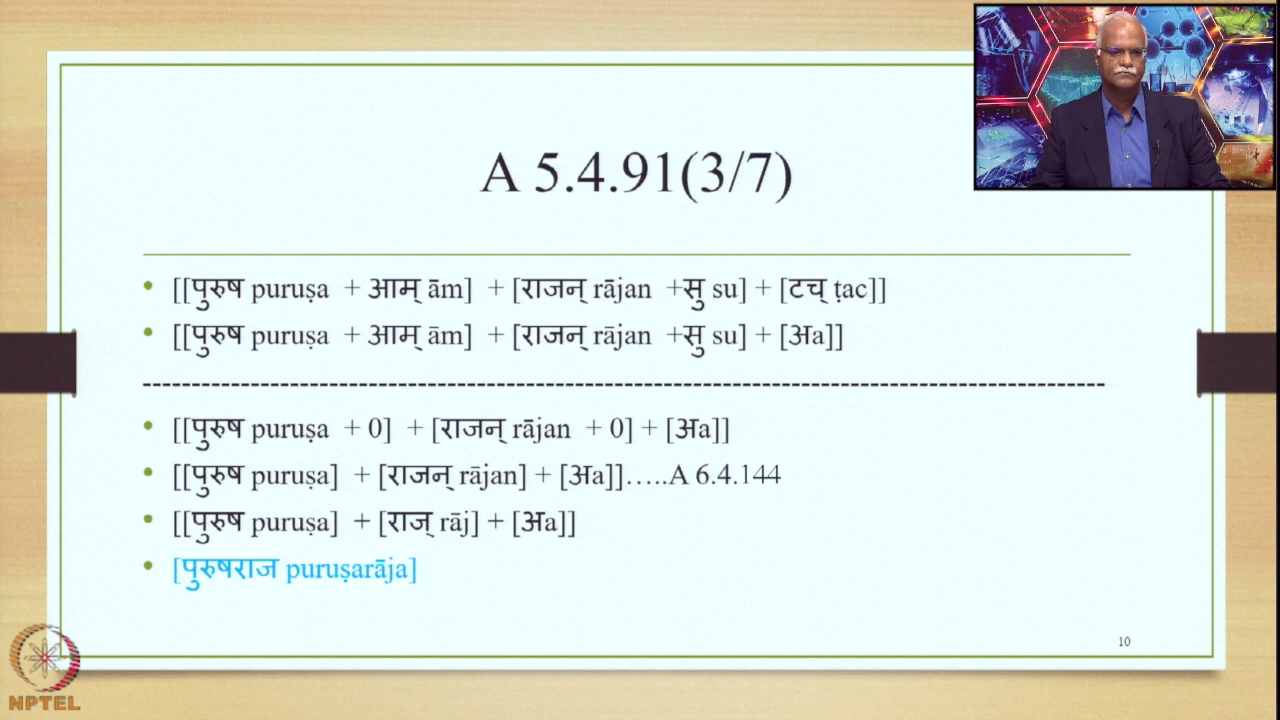 A 5.4.91(3/7)
• [[पुरुष puruṣa + आम् ām] + [राजन् rājan +सु su] + [टच् ṭac]]
• [[पुरुष puruṣa + आम् ām] + [राजन् rājan +सु su] + [अa]]
--------------------------------------------------------------------------------------------
• [[पुरुष puruṣa + 0] + [राजन् rājan + 0] + [अa]]
• [[पुरुष puruṣa] + [राजन् rājan] + [अa]]…..A 6.4.144
• [[पुरुष puruṣa] + [राज् rāj] + [अa]]
• [पुरुषराज puruṣarāja]
10
NPTEL